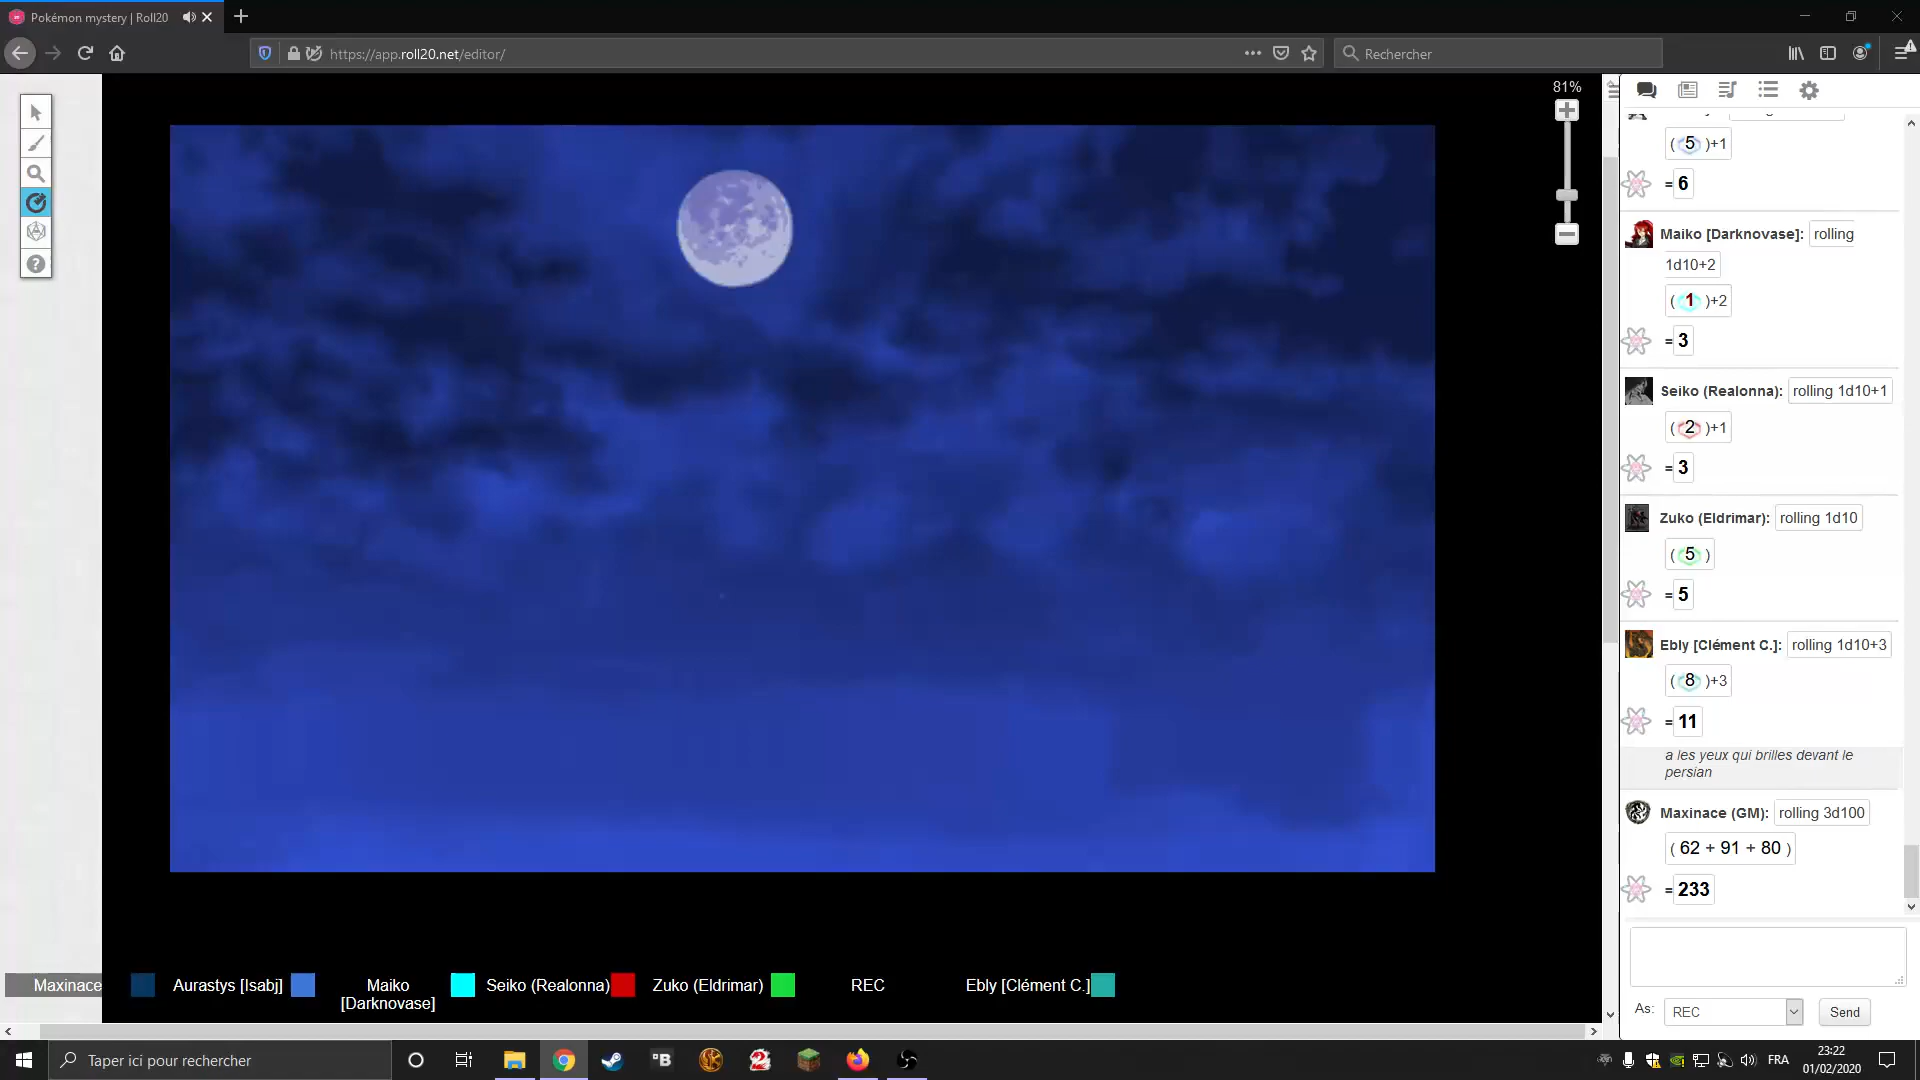 Pokémon mystery | Roll20
https://app.roll20.net/editor/
Rechercher
81%
( 5 )+1
= 6
Maiko [Darknovase]: rolling
1d10+2
( 1 )+2
= 3
Seiko (Realonna): rolling 1d10+1
( 2 )+1
= 3
Zuko (Eldrimar): rolling 1d10
( 5 )
= 5
Ebly [Clément C.]: rolling 1d10+3
( 8 )+3
= 11
a les yeux qui brilles devant le
persian
Maxinace (GM): rolling 3d100
( 62 + 91 + 80 )
= 233
Maxinace
Aurastys [Isabj]
Maiko
[Darknovase]
Seiko (Realonna)
Zuko (Eldrimar)
REC
Ebly [Clément C.]
As: REC Send
Taper ici pour rechercher
FRA
23:22
01/02/2020